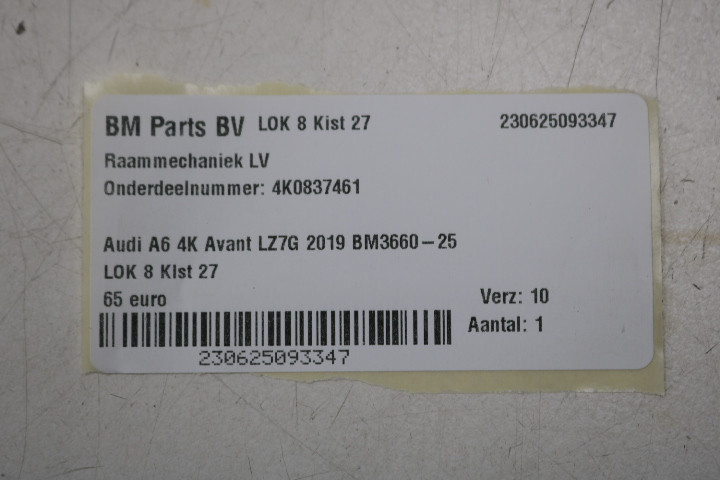 BM Parts BV LOK 8 Kist 27 230625093347
Raammechaniek LV
Onderdeelnummer: 4K0837461
Audi A6 4K Avant LZ7G 2019 BM3660-25
LOK 8 Kist 27
65 euro Verz: 10
Aantal: 1
230625093347